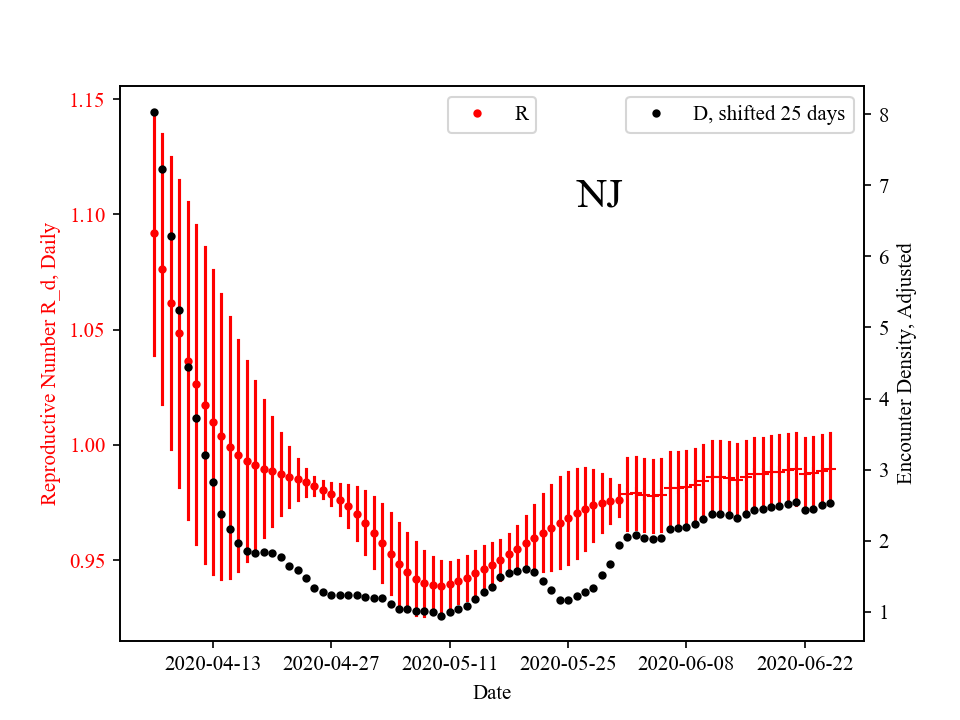 R
D, shifted 25 days
NJ
Reproductive Number R_d, Daily
1.15
1.10
1.05
1.00
0.95
8
7
6
5
4
3
2
1
Encounter Density, Adjusted
2020-04-13 2020-04-27 2020-05-11 2020-05-25 2020-06-08 2020-06-22
Date